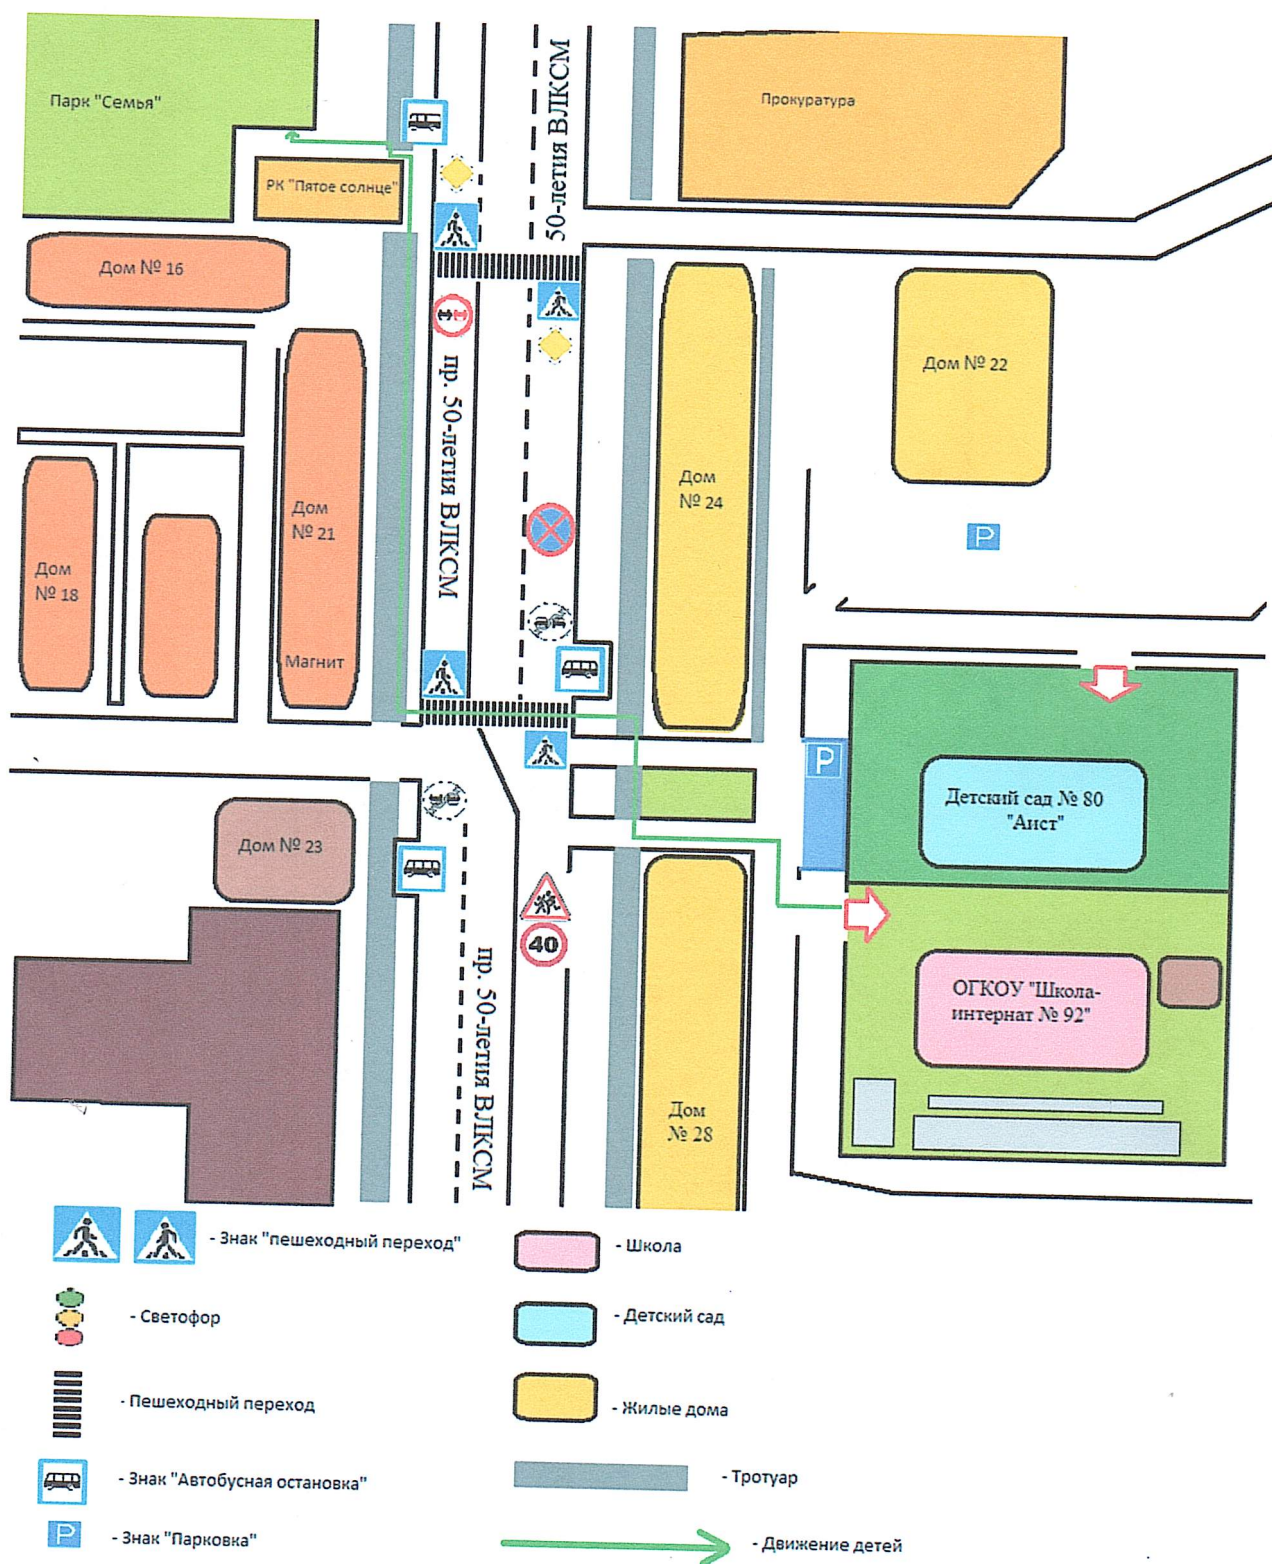 Парк "Семья"
Прокуратура
50-летия ВЛКСМ
РК "Пятое солнце"
Дом № 16
Дом № 22
пр. 50-летия ВЛКСМ
Дом
№ 24
Дом
№ 21
P
Дом
№ 18
Магнит
P
Детский сад № 80
"Аист"
Дом № 23
40
пр. 50-летия ВЛКСМ
ОГКОУ "Школа-
интернат № 92"
Дом
№ 28
- Знак "пешеходный переход"
- Школа
- Светофор
- Детский сад
- Пешеходный переход
- Жилые дома
- Знак "Автобусная остановка"
- Тротуар
P
- Знак "Парковка"
- Движение детей